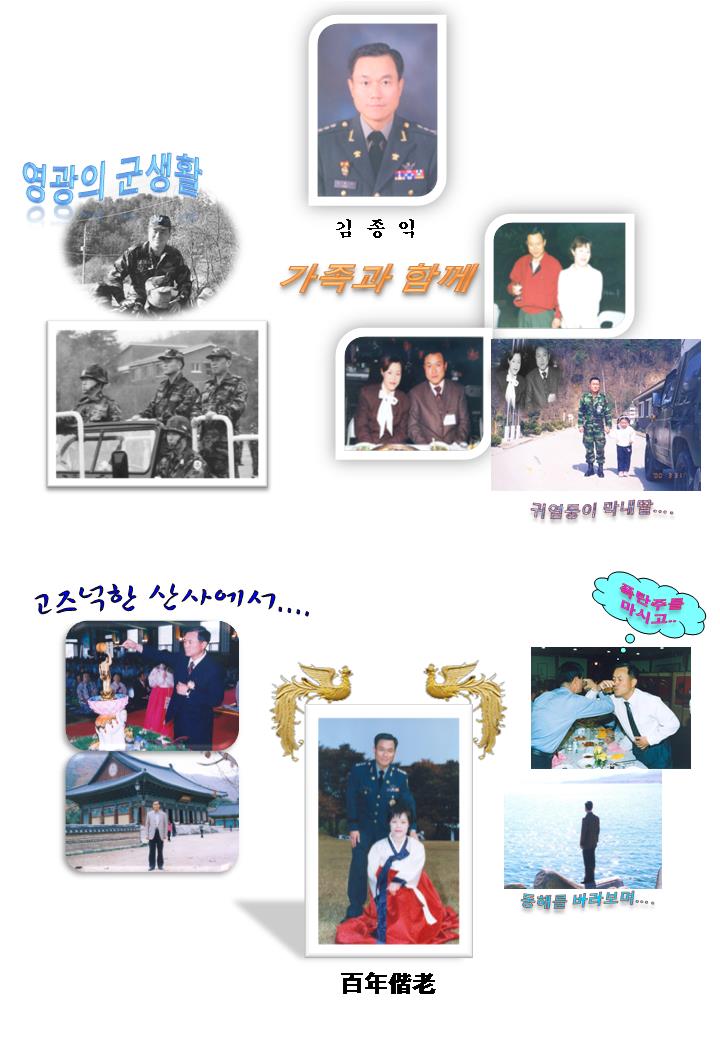 영광의 군생활
김 종 익
가족과 함께
귀염둥이 막내딸....
고즈넉한 산사에서....
폭탄주를
마시고..
동해를 바라보며....
百年偕老